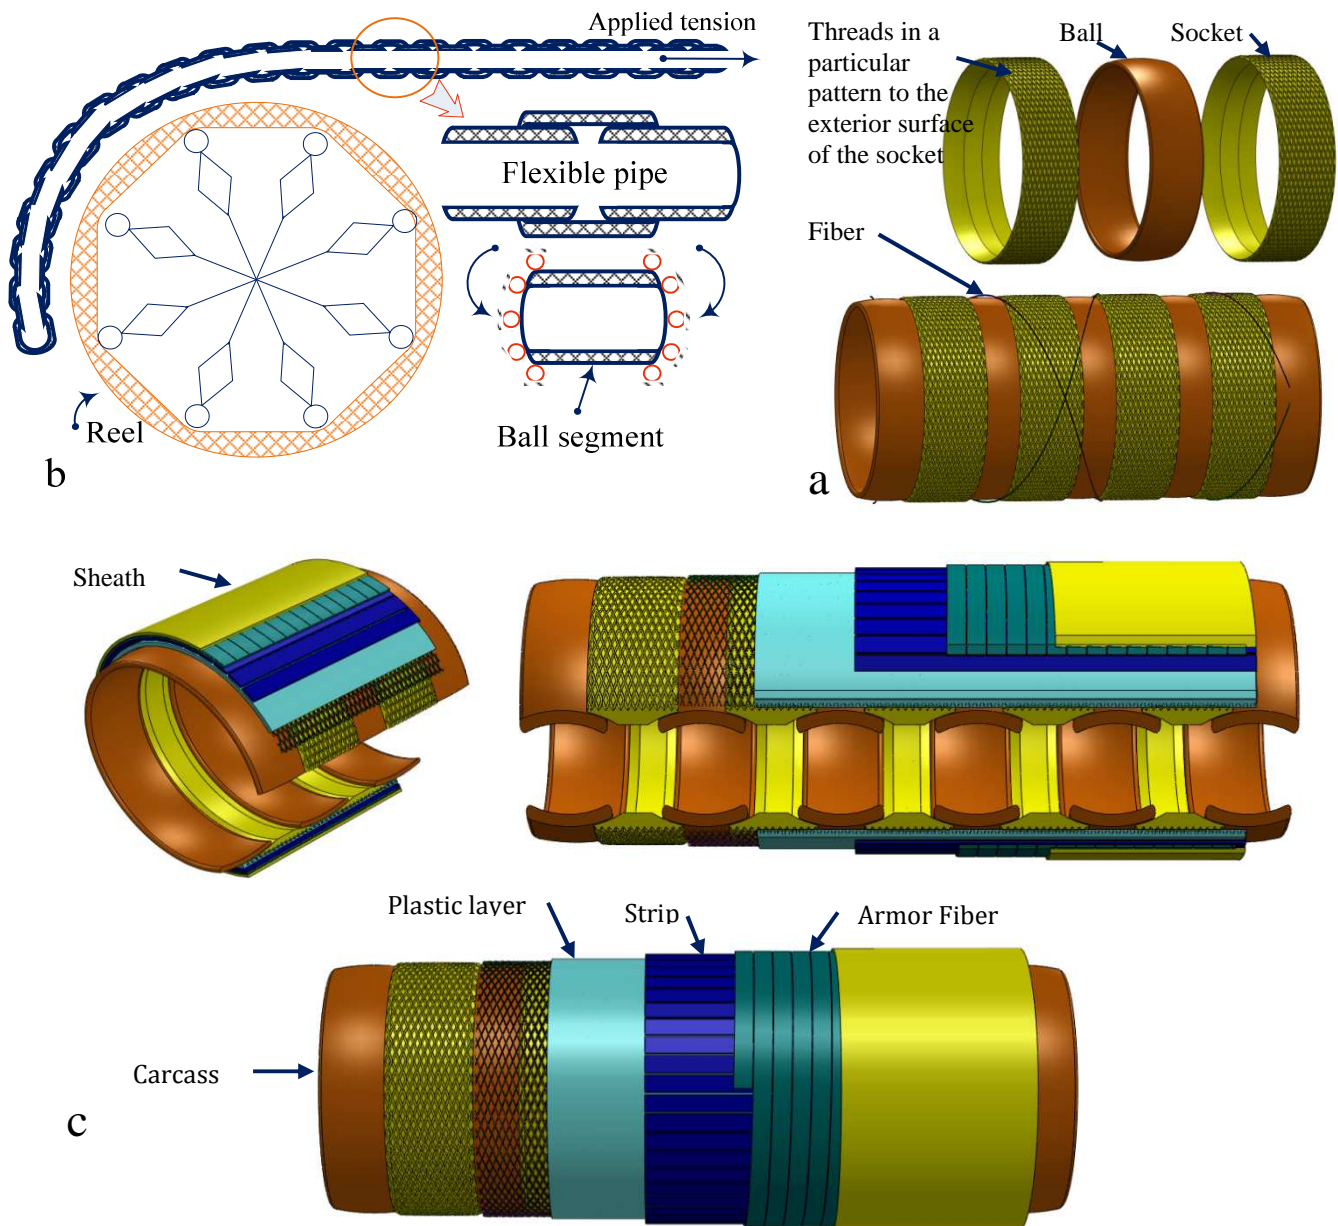 Applied tension
Flexible pipe
Ball segment
Reel
b
Threads in a
particular
pattern to the
exterior surface
of the socket
Ball
Socket
Fiber
a
Sheath
Plastic layer
Strip
Armor Fiber
Carcass
c